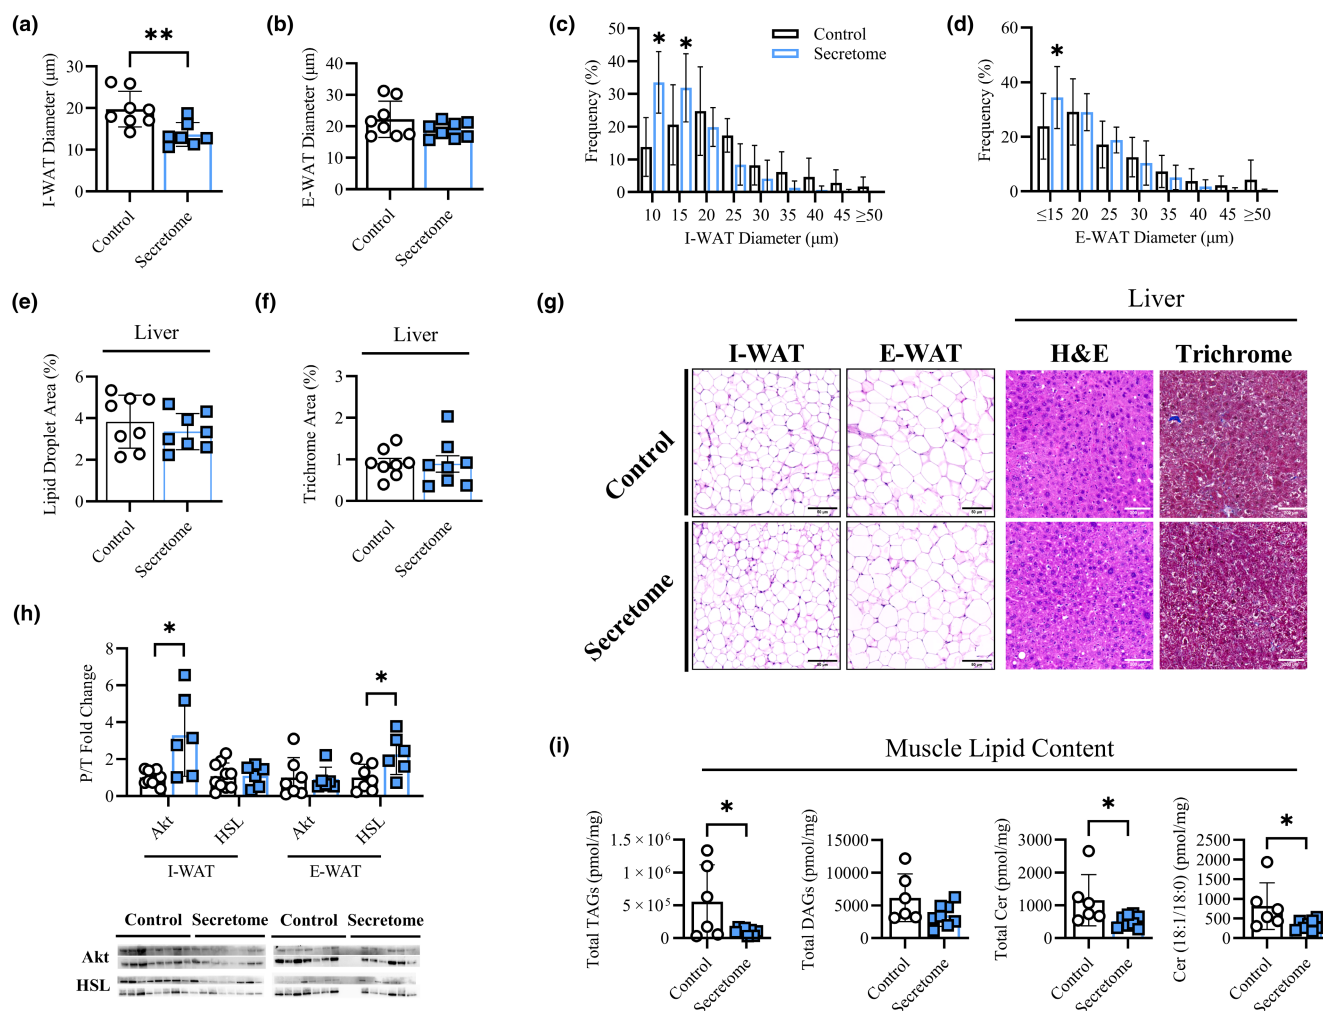 (a)
**
I-WAT Diameter (µm)
30
20
10
0
Control
Secretome
(b)
E-WAT Diameter (µm)
40
30
20
10
0
Control
Secretome
(c)
Frequency (%)
50
40
30
20
10
0
* *
Control
Secretome
10 15 20 25 30 35 40 45 ≥50
I-WAT Diameter (µm)
(d)
Frequency (%)
60
40
20
0
*
≤15 20 25 30 35 40 45 ≥50
E-WAT Diameter (µm)
(e)
Liver
Lipid Droplet Area (%)
6
4
2
0
Control
Secretome
(f)
Liver
Trichrome Area (%)
3
2
1
0
Control
Secretome
(g)
Liver
I-WAT E-WAT H&E Trichrome
Control
Secretome
(h)
P/T Fold Change
8
6
4
2
0
* *
Akt HSL Akt HSL
I-WAT E-WAT
Control Secretome Control Secretome
Akt
HSL
(i)
Muscle Lipid Content
Total TAGs (pmol/mg)
1.5 × 10⁶
1 × 10⁶
5 × 10⁵
0
*
Control
Secretome
Total DAGs (pmol/mg)
15000
10000
5000
0
Control
Secretome
Total Cer (pmol/mg)
3000
2000
1000
0
*
Control
Secretome
Cer (18:1/18:0) (pmol/mg)
2500
2000
1500
1000
500
0
*
Control
Secretome